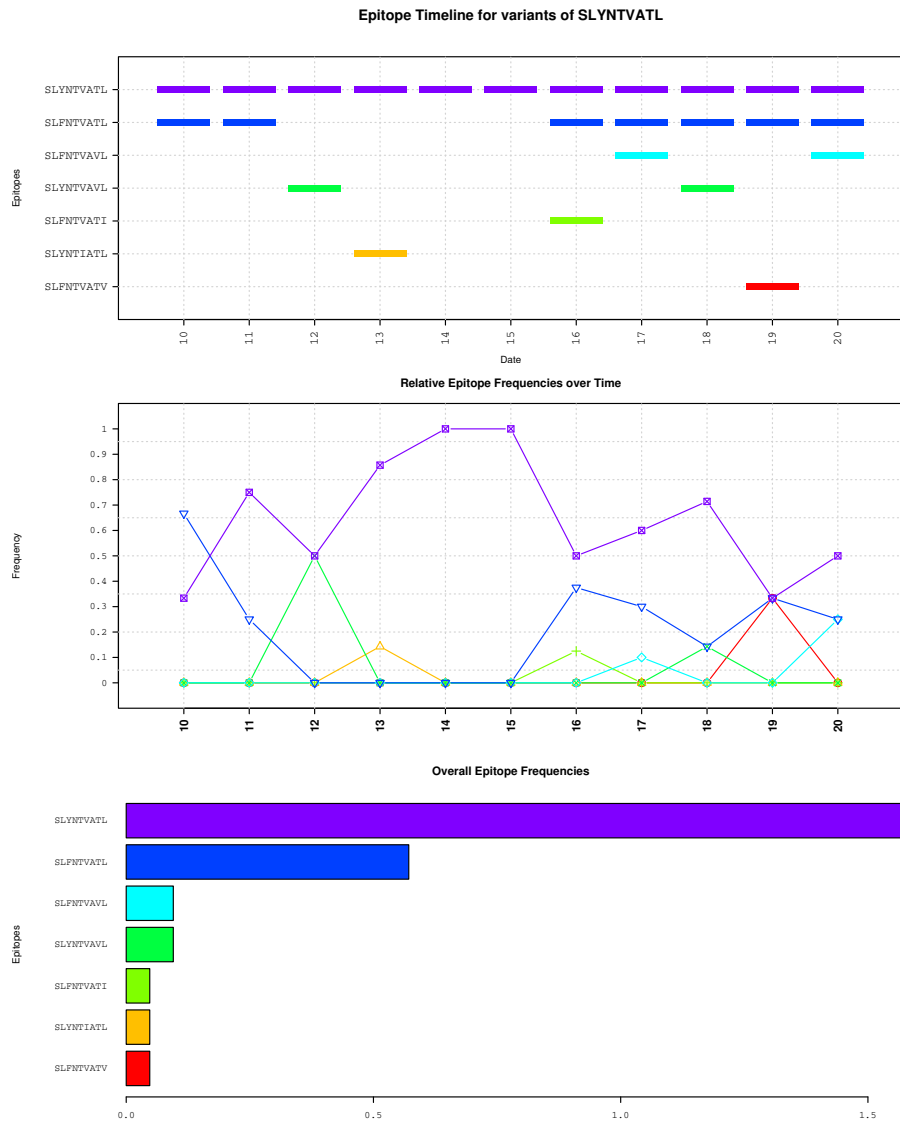 Epitope Timeline for variants of SLYNTVATL
SLYNTVATL
SLFNTVATL
SLFNTVAVL
SLYNTVAVL
SLFNTVATI
SLYNTIATL
SLFNTVATV
Epitopes
10 11 12 13 14 15 16 17 18 19 20
Date
Relative Epitope Frequencies over Time
1
0.9
0.8
0.7
0.6
0.5
0.4
0.3
0.2
0.1
0
Frequency
10 11 12 13 14 15 16 17 18 19 20
Overall Epitope Frequencies
SLYNTVATL
SLFNTVATL
SLFNTVAVL
SLYNTVAVL
SLFNTVATI
SLYNTIATL
SLFNTVATV
Epitopes
0.0 0.5 1.0 1.5